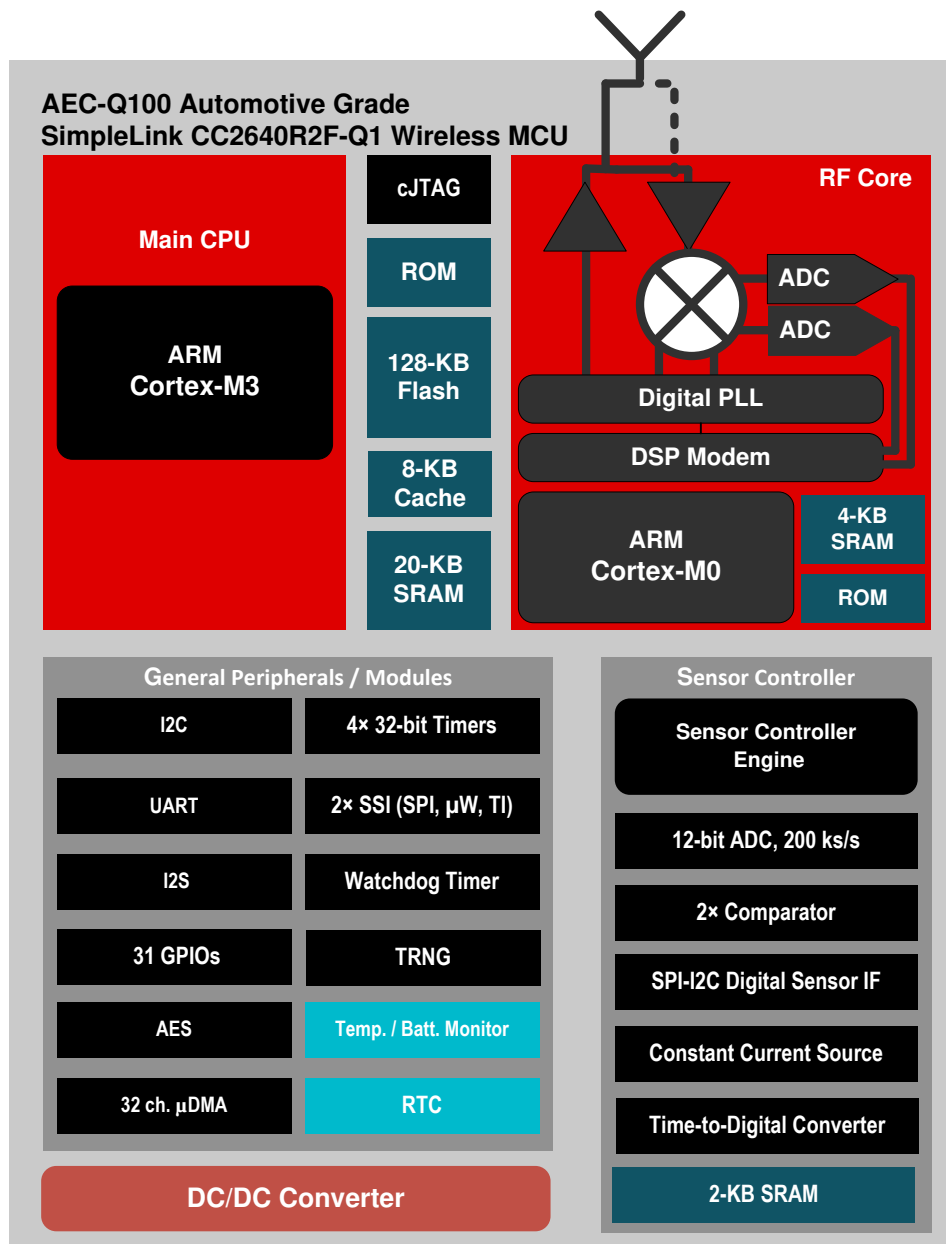 AEC-Q100 Automotive Grade
SimpleLink CC2640R2F-Q1 Wireless MCU
Main CPU
ARM
Cortex-M3
cJTAG
ROM
128-KB
Flash
8-KB
Cache
20-KB
SRAM
RF Core
ADC
ADC
Digital PLL
DSP Modem
ARM
Cortex-M0
4-KB
SRAM
ROM
General Peripherals / Modules
I2C
4× 32-bit Timers
UART
2× SSI (SPI, µW, TI)
I2S
Watchdog Timer
31 GPIOs
TRNG
AES
Temp. / Batt. Monitor
32 ch. µDMA
RTC
Sensor Controller
Sensor Controller
Engine
12-bit ADC, 200 ks/s
2× Comparator
SPI-I2C Digital Sensor IF
Constant Current Source
Time-to-Digital Converter
2-KB SRAM
DC/DC Converter